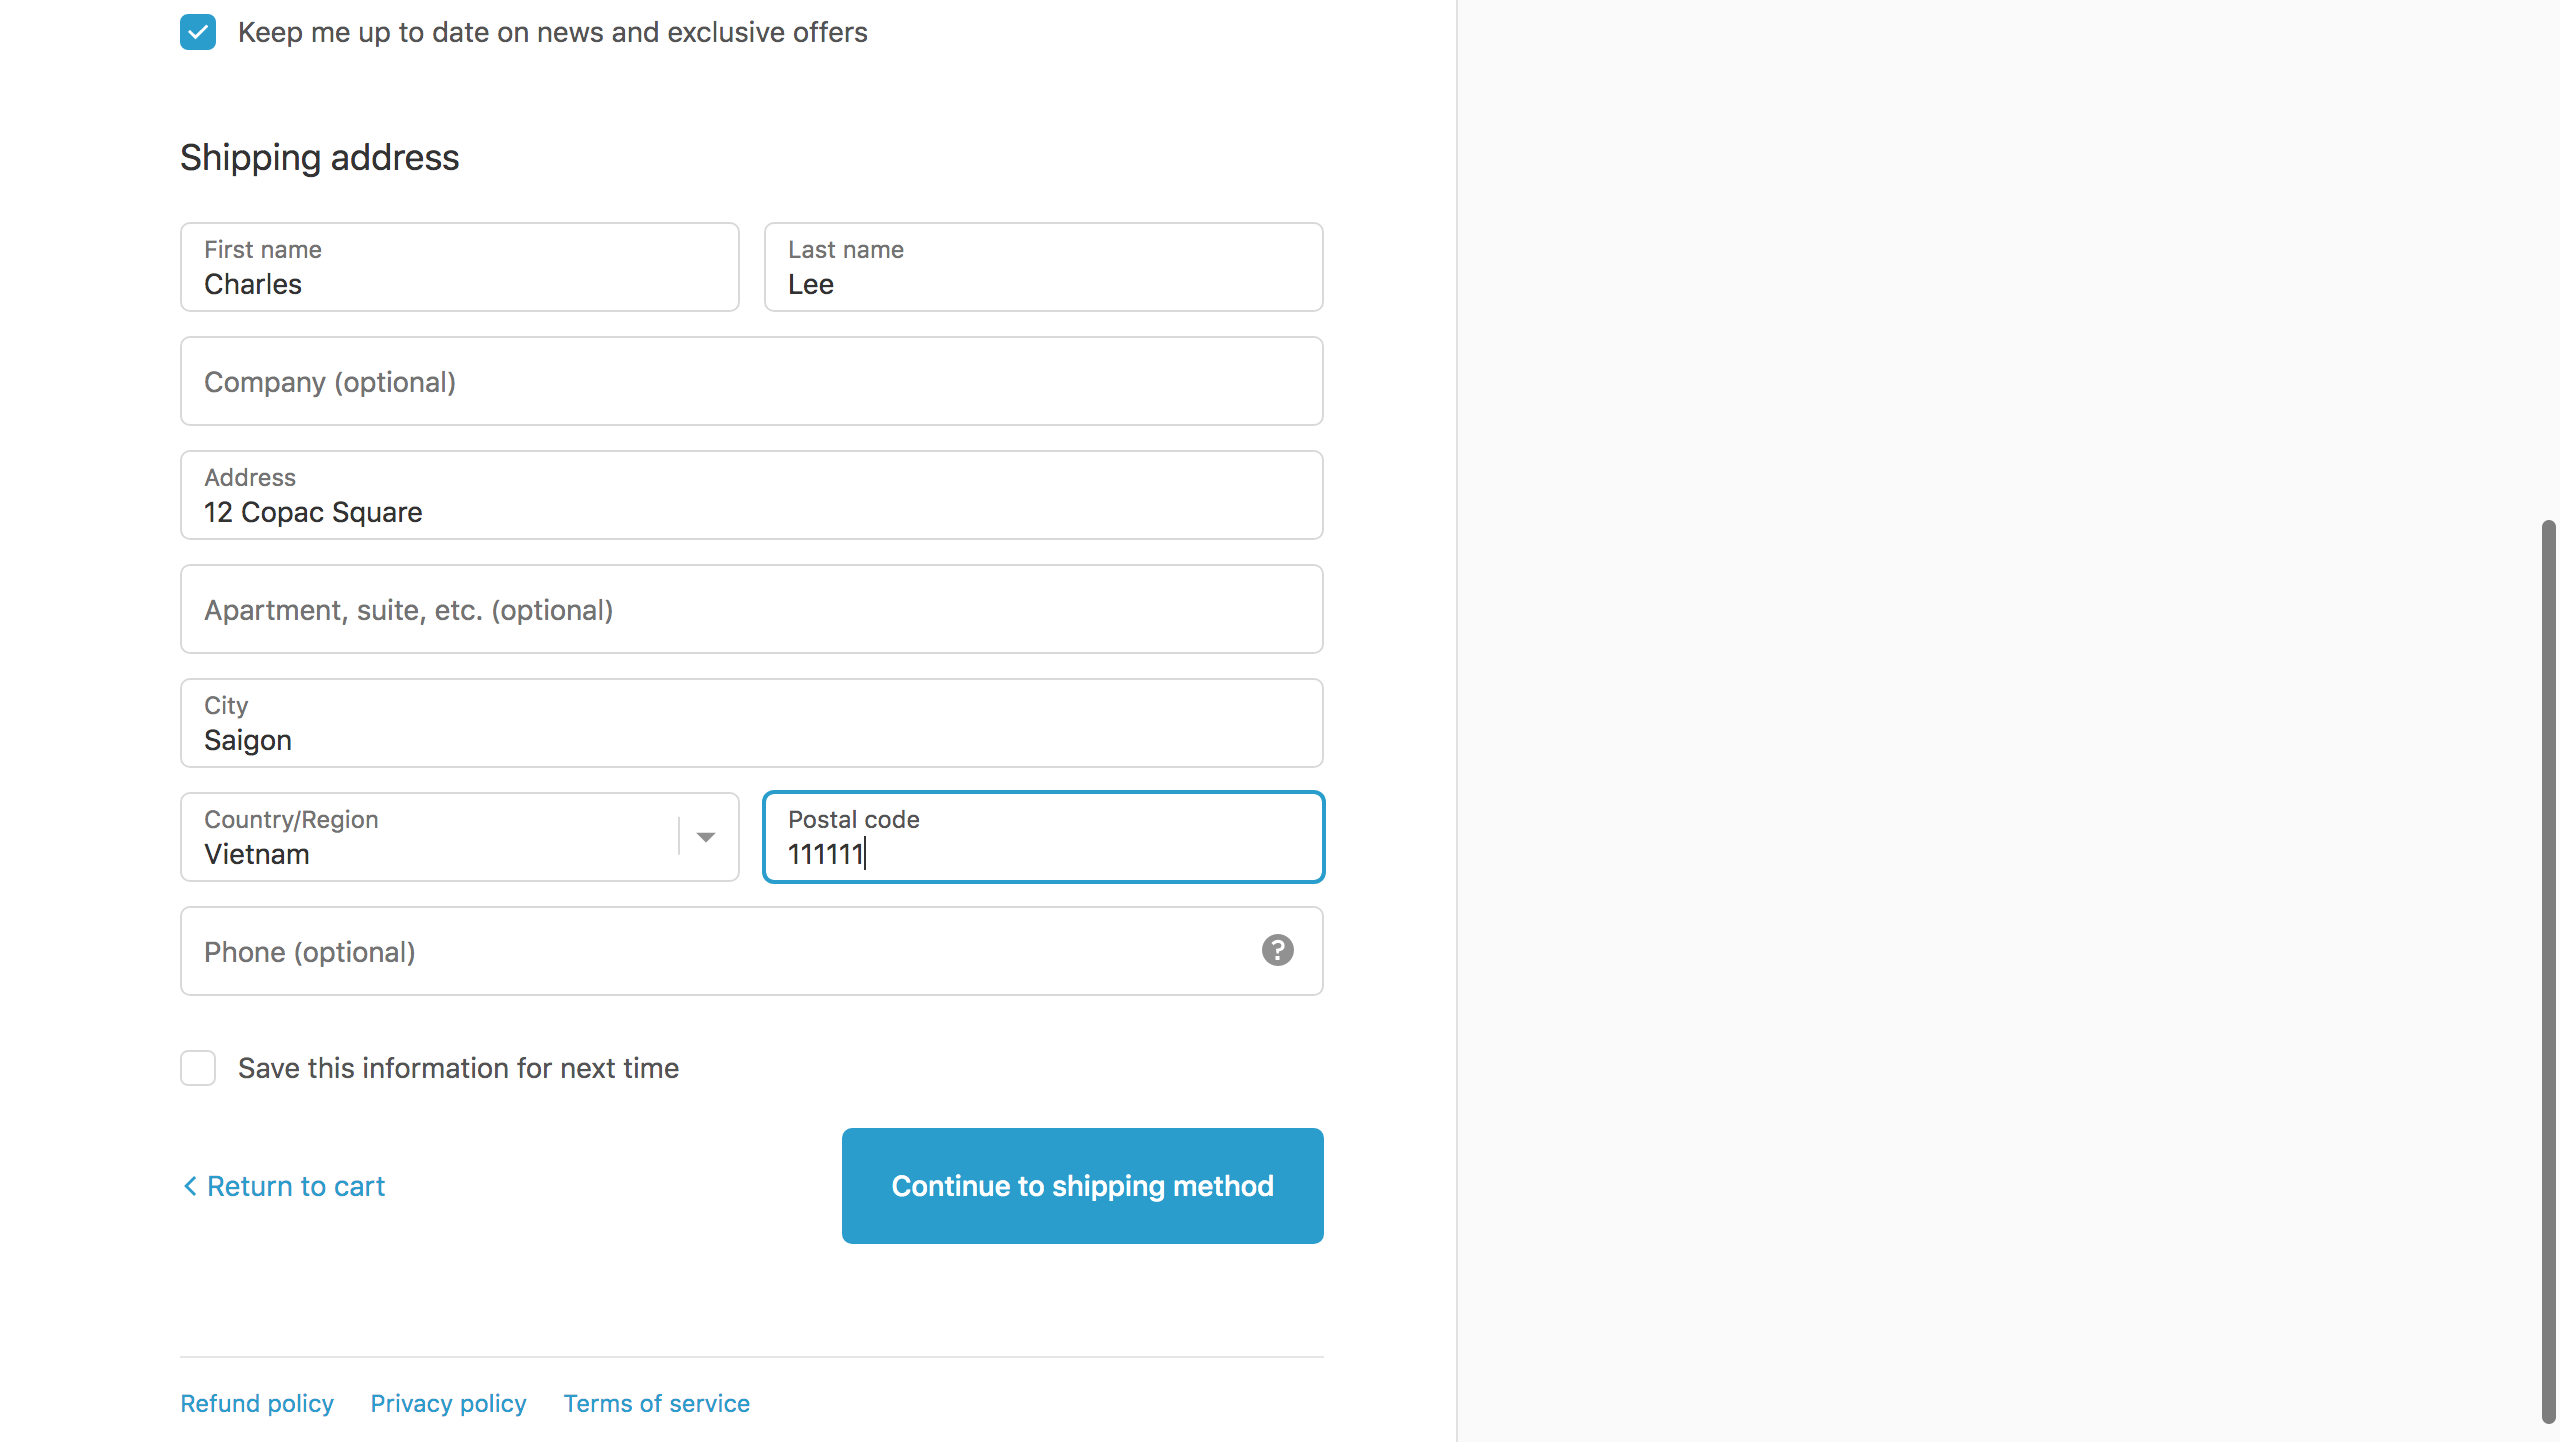 Keep me up to date on news and exclusive offers
Shipping address
First name
Charles
Last name
Lee
Company (optional)
Address
12 Copac Square
Apartment, suite, etc. (optional)
City
Saigon
Country/Region
Vietnam
Postal code
111111
Phone (optional)
?
Save this information for next time
Return to cart
Continue to shipping method
Refund policy Privacy policy Terms of service